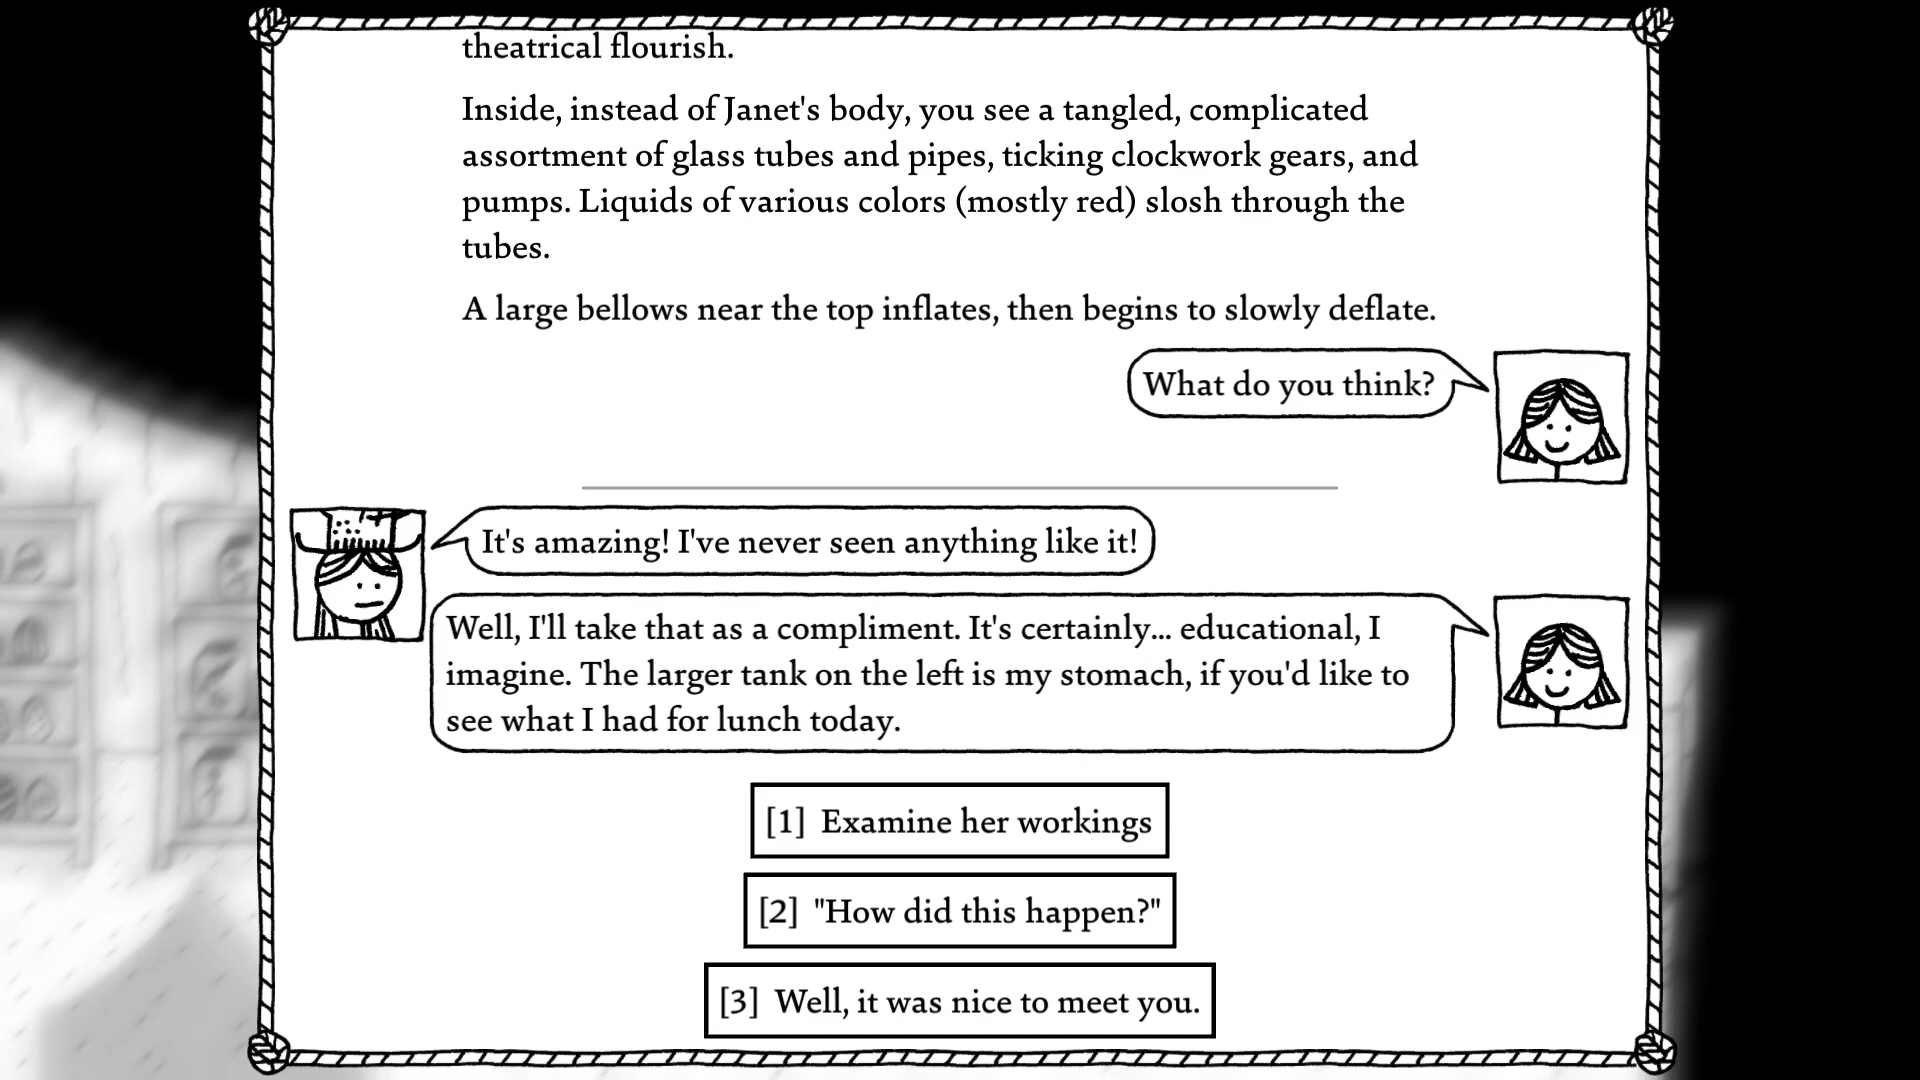 theatrical flourish.
Inside, instead of Janet's body, you see a tangled, complicated
assortment of glass tubes and pipes, ticking clockwork gears, and
pumps. Liquids of various colors (mostly red) slosh through the
tubes.
A large bellows near the top inflates, then begins to slowly deflate.
What do you think?
It's amazing! I've never seen anything like it!
Well, I'll take that as a compliment. It's certainly... educational, I
imagine. The larger tank on the left is my stomach, if you'd like to
see what I had for lunch today.
[1] Examine her workings
[2] "How did this happen?"
[3] Well, it was nice to meet you.